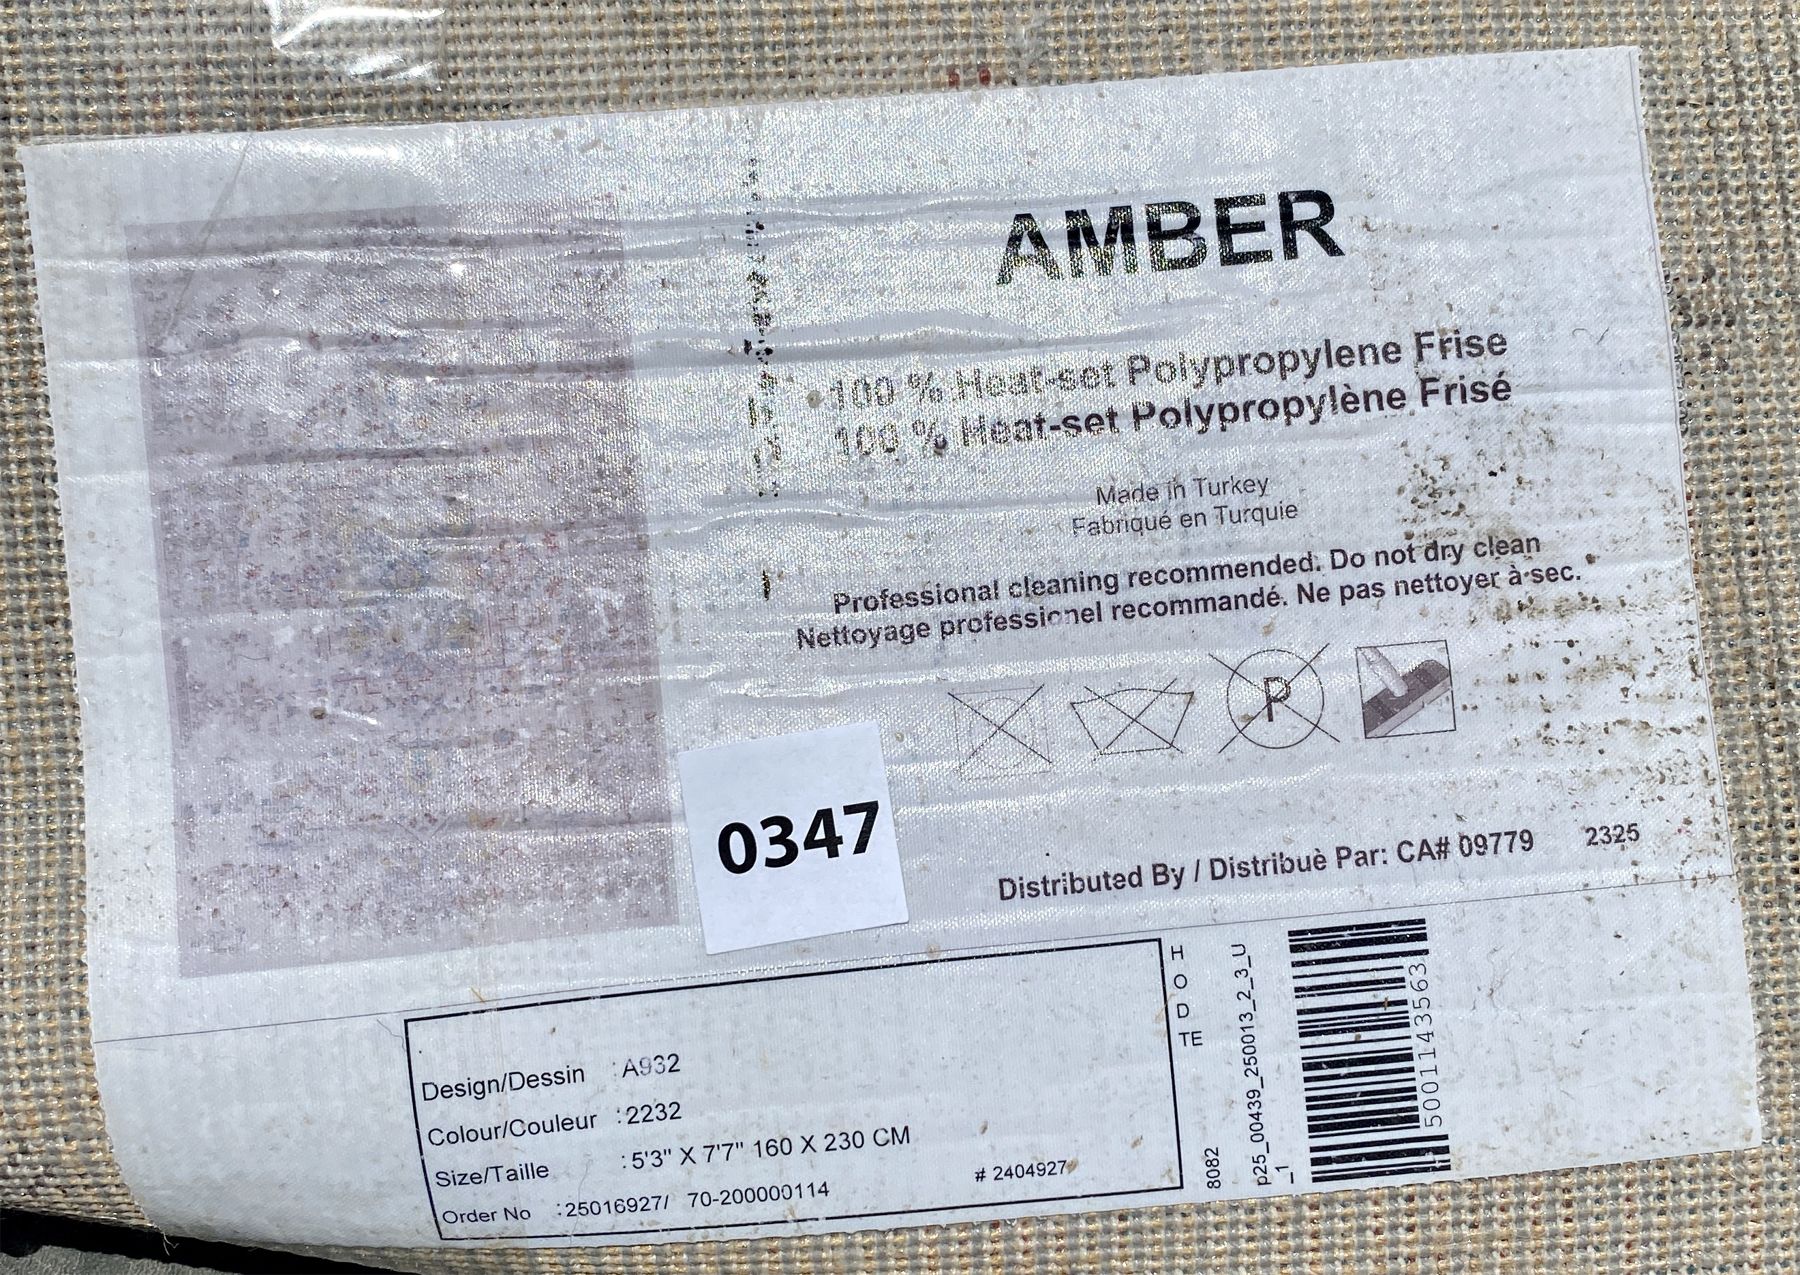 AMBER
100 % Heat-set Polypropylene Frise
100 % Heat-set Polypropylène Frisé
Made in Turkey
Fabriqué en Turquie
Professional cleaning recommended. Do not dry clean
Nettoyage professionel recommandé. Ne pas nettoyer à sec.
P
0347
Distributed By / Distribuè Par: CA# 09779 2325
Design/Dessin : A932
Colour/Couleur : 2232
Size/Taille : 5'3" X 7'7" 160 X 230 CM
Order No : 25016927/ 70-200000114 # 2404927
H
O
D
TE
8082
p25_00439_250013_2_3_U
_1
5001143563